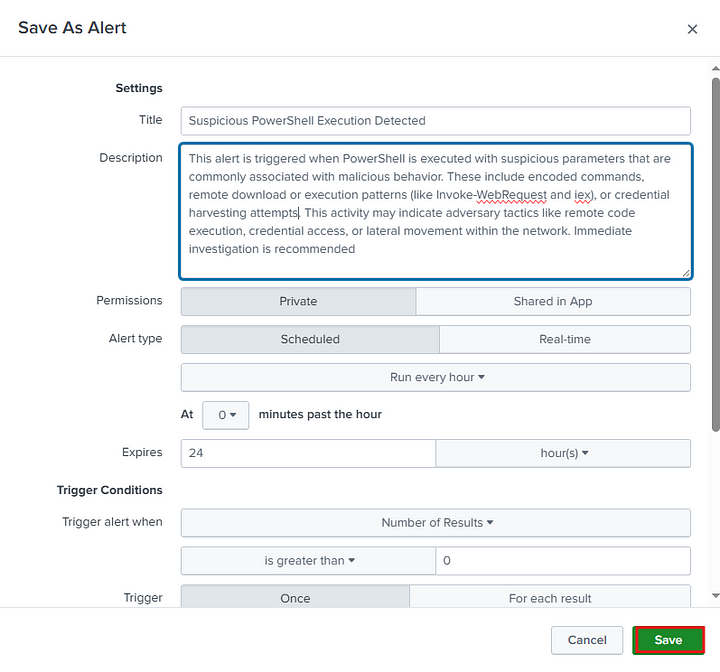 Save As Alert
Settings
Title
Suspicious PowerShell Execution Detected
Description
This alert is triggered when PowerShell is executed with suspicious parameters that are
commonly associated with malicious behavior. These include encoded commands,
remote download or execution patterns (like Invoke-WebRequest and iex), or credential
harvesting attempts. This activity may indicate adversary tactics like remote code
execution, credential access, or lateral movement within the network. Immediate
investigation is recommended
Permissions
Private
Shared in App
Alert type
Scheduled
Real-time
Run every hour
At 0 minutes past the hour
Expires
24
hour(s)
Trigger Conditions
Trigger alert when
Number of Results
is greater than
0
Trigger
Once
For each result
Cancel
Save